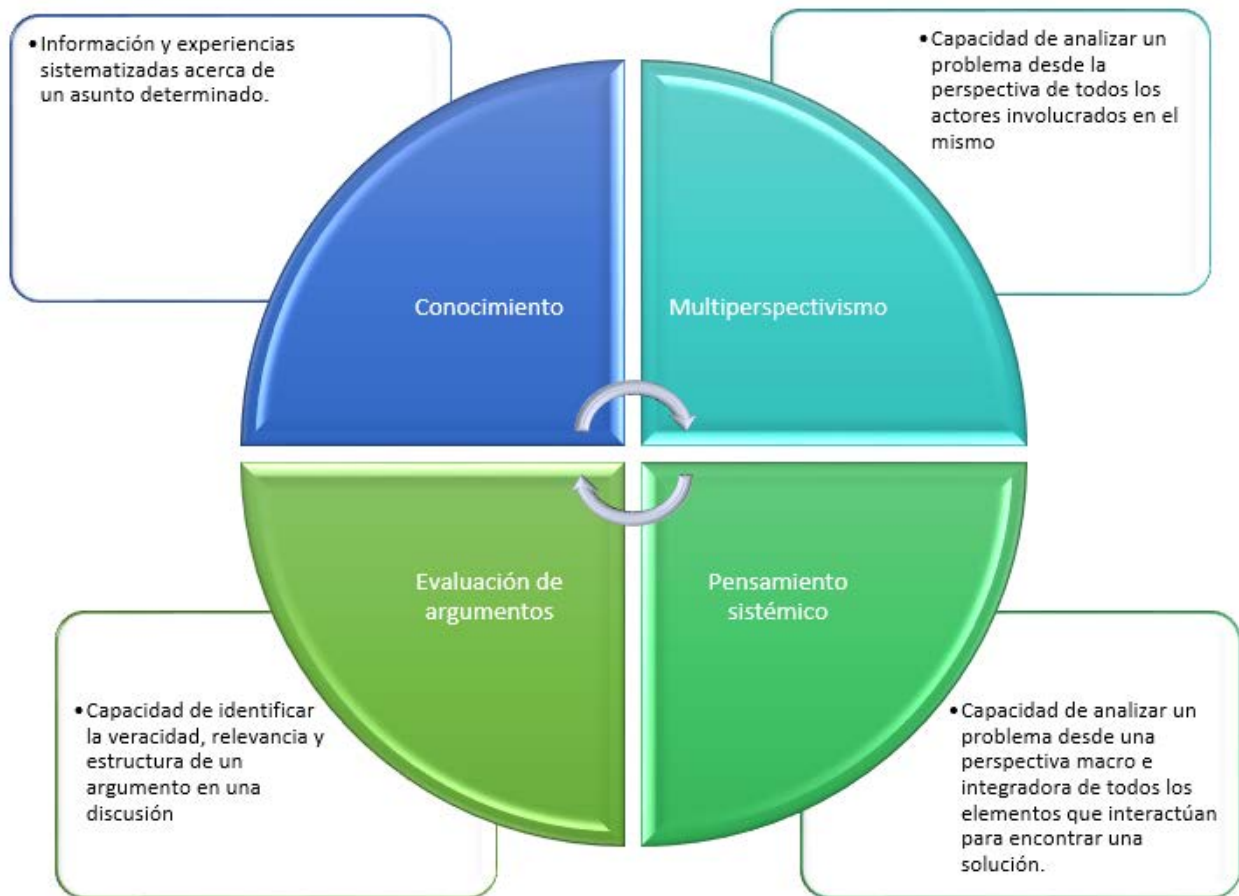 •Información y experiencias
sistematizadas acerca de
un asunto determinado.
•Capacidad de analizar un
problema desde la
perspectiva de todos los
actores involucrados en el
mismo
Conocimiento
Multiperspectivismo
Evaluación de
argumentos
Pensamiento
sistémico
•Capacidad de identificar
la veracidad, relevancia y
estructura de un
argumento en una
discusión
•Capacidad de analizar un
problema desde una
perspectiva macro e
integradora de todos los
elementos que interactúan
para encontrar una
solución.